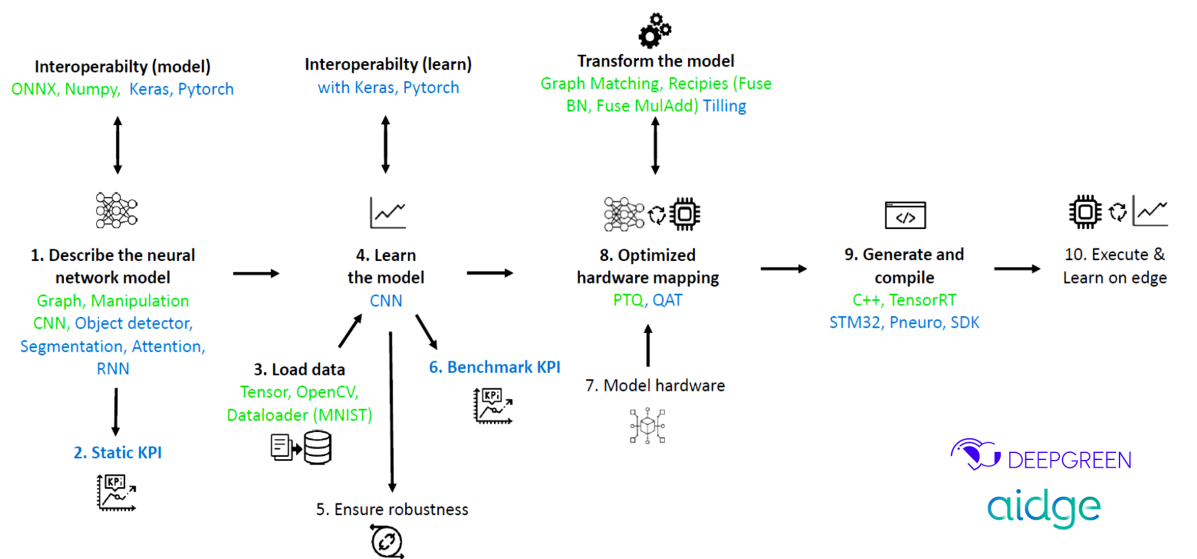 Interoperabilty (model)
ONNX, Numpy, Keras, Pytorch
Interoperabilty (learn)
with Keras, Pytorch
Transform the model
Graph Matching, Recipies (Fuse
BN, Fuse MulAdd) Tilling
1. Describe the neural
network model
Graph, Manipulation
CNN, Object detector,
Segmentation, Attention,
RNN
2. Static KPI
KPi
3. Load data
Tensor, OpenCV,
Dataloader (MNIST)
4. Learn
the model
CNN
5. Ensure robustness
6. Benchmark KPI
KPi
7. Model hardware
8. Optimized
hardware mapping
PTQ, QAT
9. Generate and
compile
C++, TensorRT
STM32, Pneuro, SDK
10. Execute &
Learn on edge
DEEPGREEN
aidge